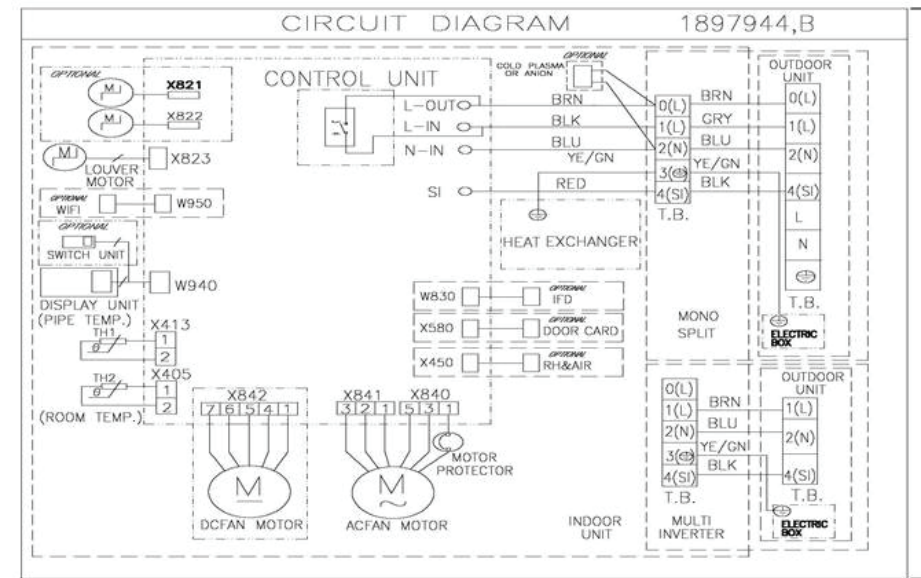 CIRCUIT DIAGRAM 1897944,B
OPTIONAL
M
X821
M
X822
M
X823
LOUVER
MOTOR
OPTIONAL
WIFI
W950
OPTIONAL
SWITCH UNIT
DISPLAY UNIT
W940
(PIPE TEMP.)
TH1
θ
X413
1
2
TH2
θ
X405
1
2
(ROOM TEMP.)
CONTROL UNIT
L-OUT
L-IN
N-IN
SI
OPTIONAL
COLD PLASMA
OR ANION
BRN
BLK
BLU
YE/GN
RED
HEAT EXCHANGER
W830
OPTIONAL
IFD
X580
OPTIONAL
DOOR CARD
X450
OPTIONAL
RH&AIR
X842
7 6 5 4 1
M
DCFAN MOTOR
X841
3 2 1
X840
5 3 1
M
~
ACFAN MOTOR
MOTOR
PROTECTOR
INDOOR
UNIT
0(L)
1(L)
2(N)
3
4(SI)
T.B.
BRN
GRY
BLU
YE/GN
BLK
MONO
SPLIT
OUTDOOR
UNIT
0(L)
1(L)
2(N)
4(SI)
L
N
T.B.
ELECTRIC
BOX
0(L)
1(L)
2(N)
3
4(SI)
T.B.
BRN
BLU
YE/GN
BLK
MULTI
INVERTER
OUTDOOR
UNIT
1(L)
2(N)
4(SI)
T.B.
ELECTRIC
BOX